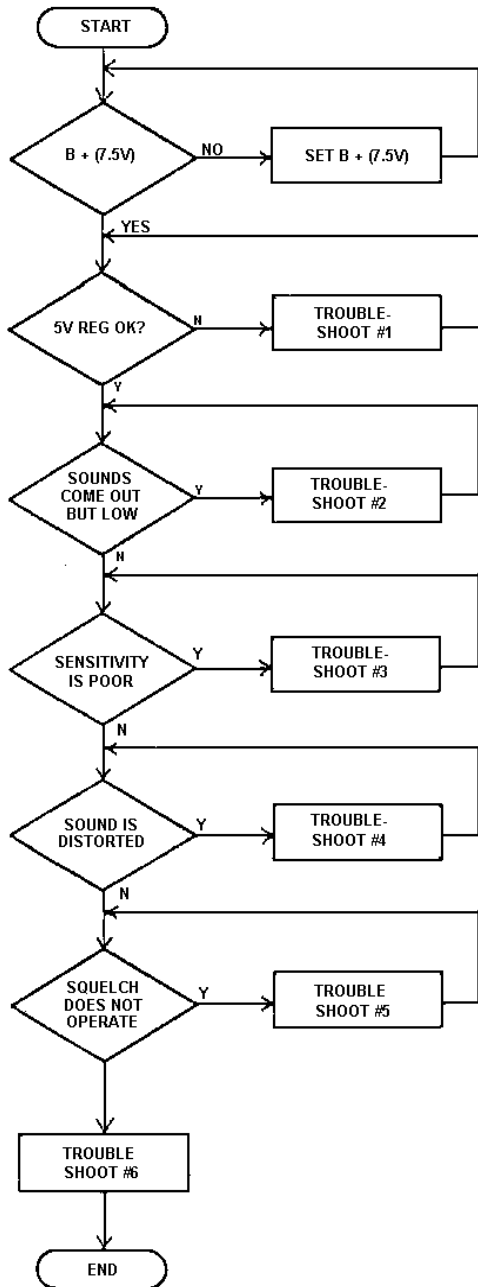 START
B + (7.5V)
NO
SET B + (7.5V)
YES
5V REG OK?
N
TROUBLE-
SHOOT #1
Y
SOUNDS
COME OUT
BUT LOW
Y
TROUBLE-
SHOOT #2
N
SENSITIVITY
IS POOR
Y
TROUBLE-
SHOOT #3
N
SOUND IS
DISTORTED
Y
TROUBLE-
SHOOT #4
N
SQUELCH
DOES NOT
OPERATE
Y
TROUBLE
SHOOT #5
TROUBLE
SHOOT #6
END